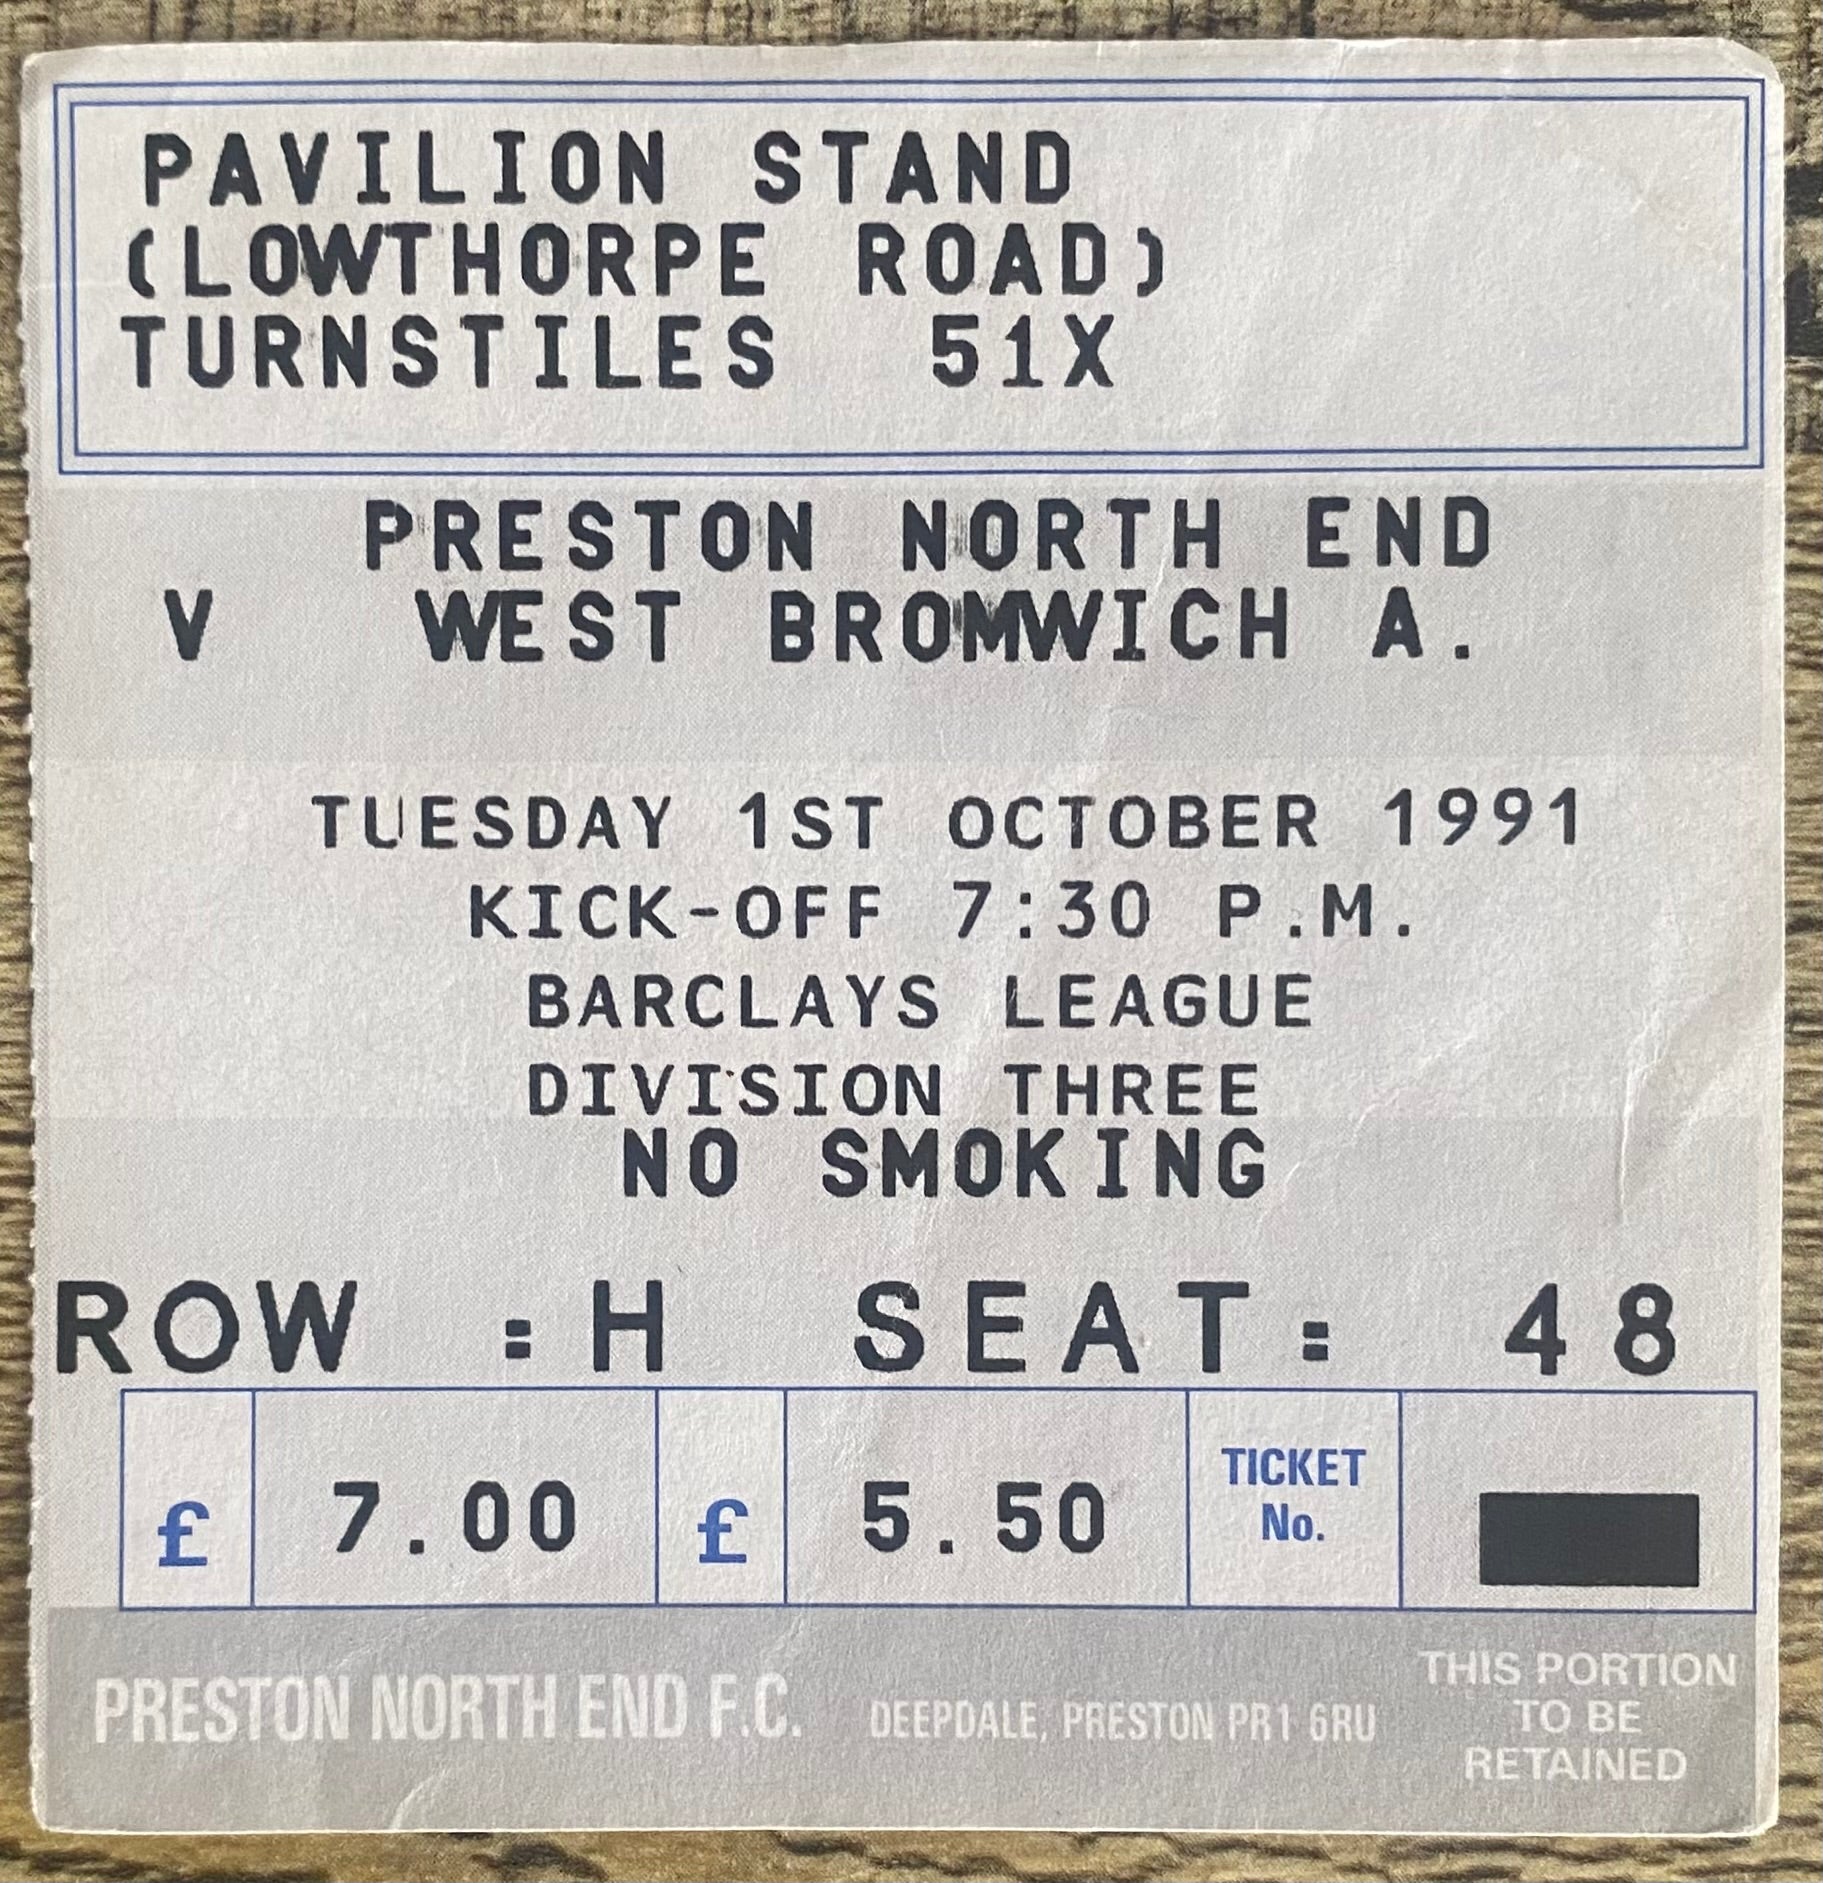 PAVILION STAND
(LOWTHORPE ROAD)
TURNSTILES 51X
PRESTON NORTH END
V WEST BROMWICH A.
TUESDAY 1ST OCTOBER 1991
KICK-OFF 7:30 P.M.
BARCLAYS LEAGUE
DIVISION THREE
NO SMOKING
ROW :H SEAT: 48
£ 7.00 £ 5.50 TICKET
No.
PRESTON NORTH END F.C. DEEPDALE, PRESTON PR1 6RU
THIS PORTION
TO BE
RETAINED